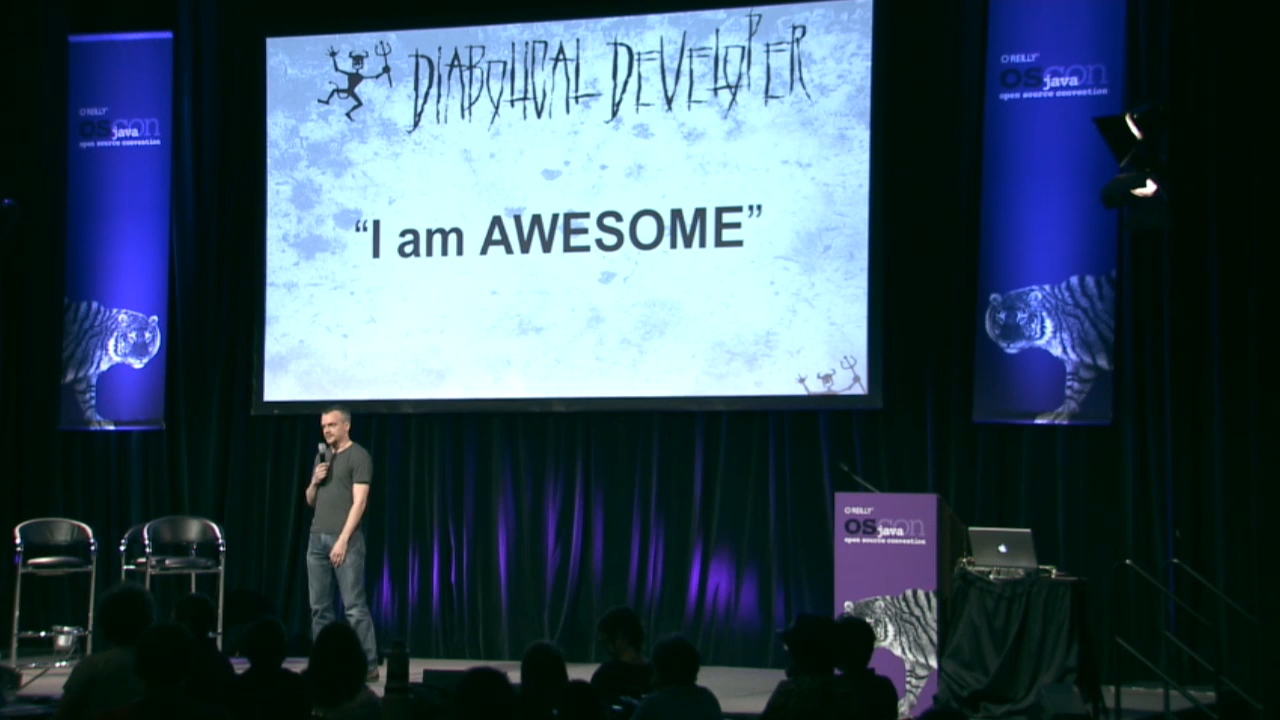 DIABOLICAL DEVELOPER
“I am AWESOME”
O'REILLY
oscon
java
open source convention
O'REILLY
oscon
java
open source convention
O'REILLY
oscon
java
open source convention